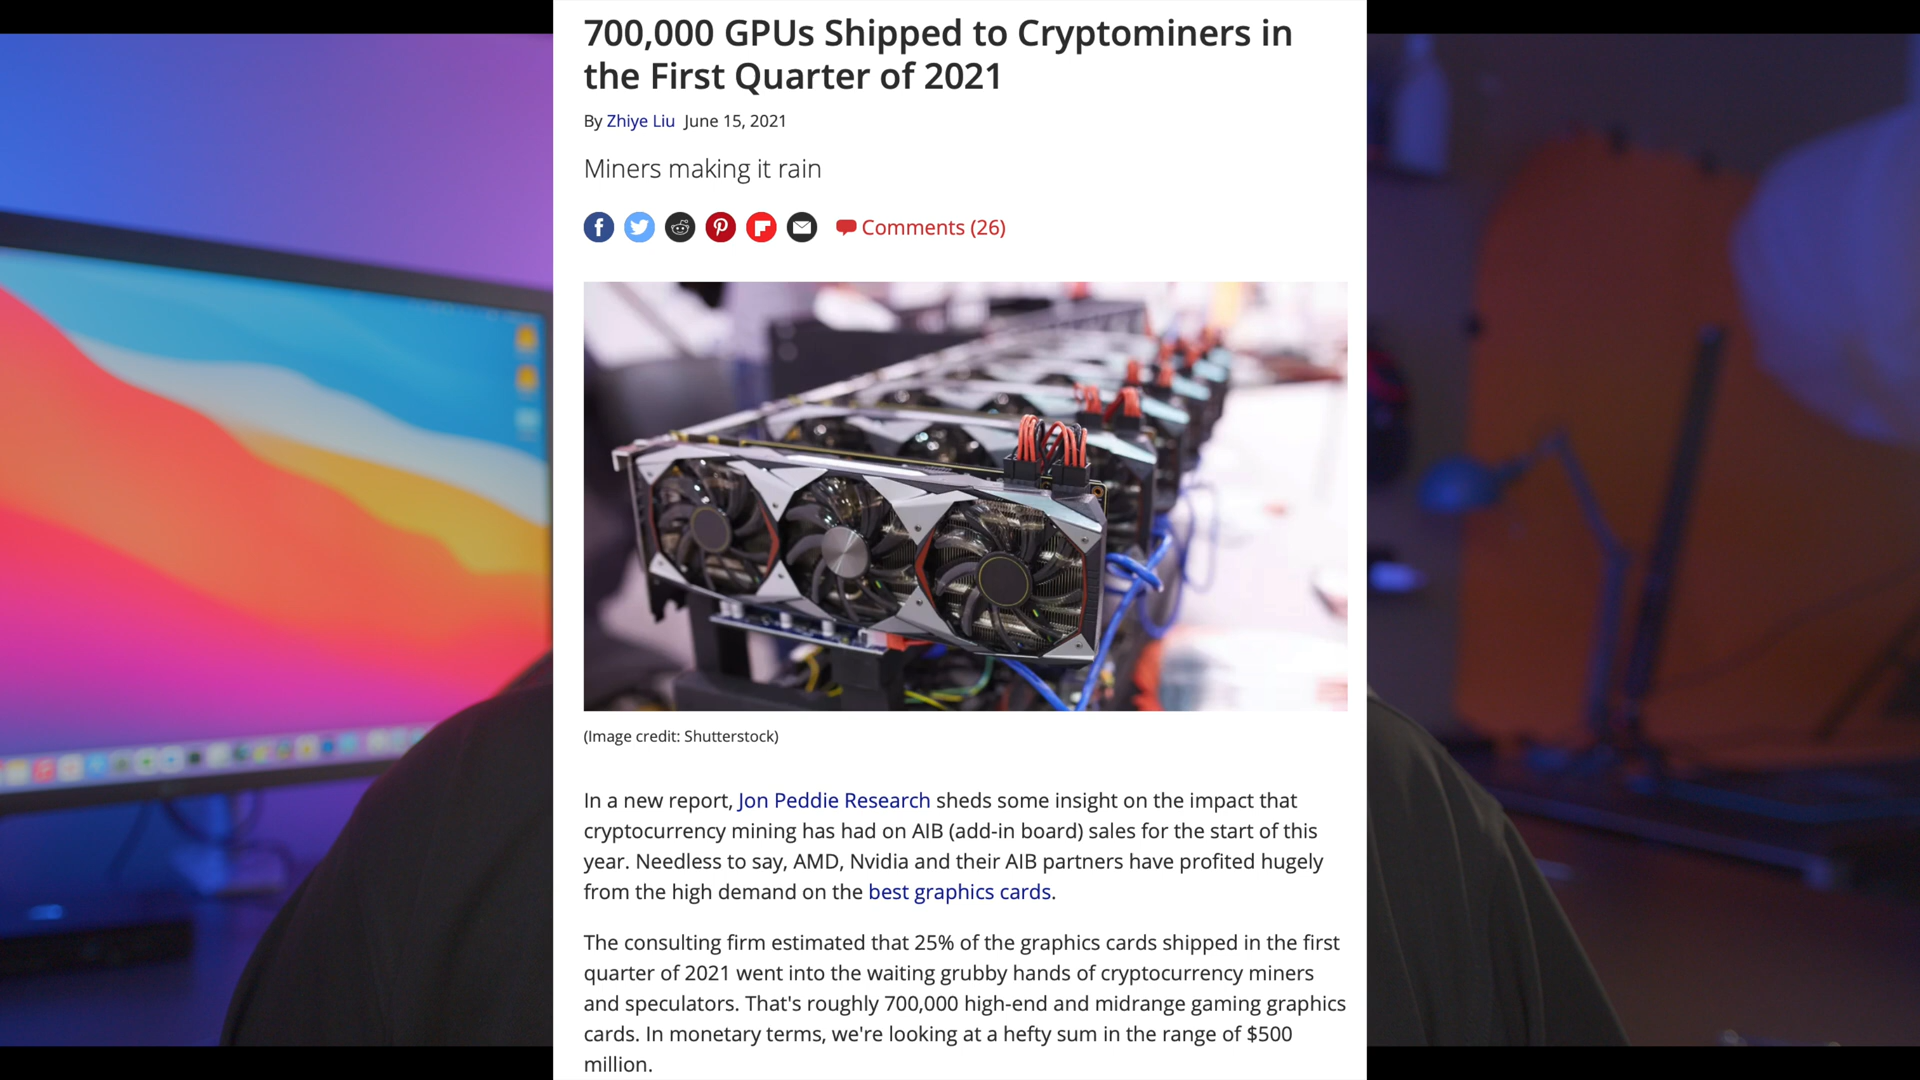 700,000 GPUs Shipped to Cryptominers in
the First Quarter of 2021
By Zhiye Liu June 15, 2021
Miners making it rain
Comments (26)
(Image credit: Shutterstock)
In a new report, Jon Peddie Research sheds some insight on the impact that
cryptocurrency mining has had on AIB (add-in board) sales for the start of this
year. Needless to say, AMD, Nvidia and their AIB partners have profited hugely
from the high demand on the best graphics cards.
The consulting firm estimated that 25% of the graphics cards shipped in the first
quarter of 2021 went into the waiting grubby hands of cryptocurrency miners
and speculators. That's roughly 700,000 high-end and midrange gaming graphics
cards. In monetary terms, we're looking at a hefty sum in the range of $500
million.